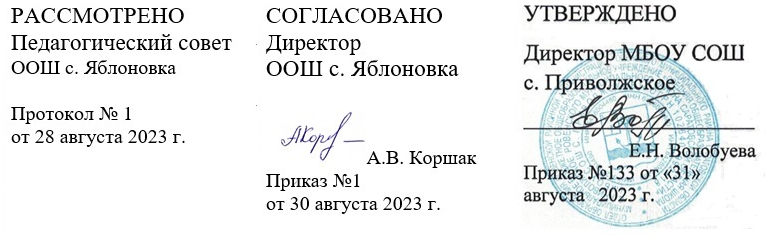 РАССМОТРЕНО
Педагогический совет
ООШ с. Яблоновка
Протокол № 1
от 28 августа 2023 г.
СОГЛАСОВАНО
Директор
ООШ с. Яблоновка
А.В. Коршак
Приказ №1
от 30 августа 2023 г.
УТВЕРЖДЕНО
Директор МБОУ СОШ
с. Приволжское
Е.Н. Волобуева
Приказ №133 от «31»
августа 2023 г.